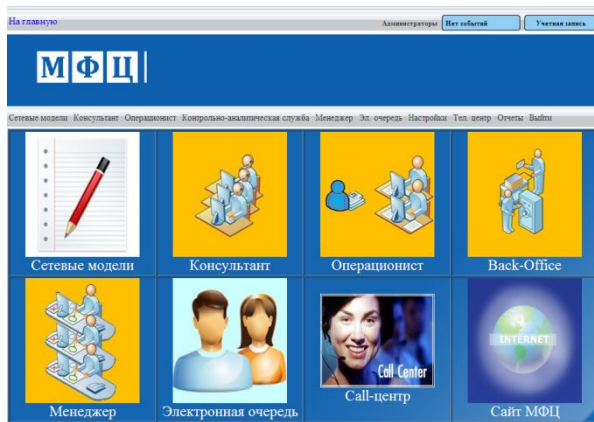 На главную Администраторы Нет событий Учетная запись
МФЦ
Сетевые модели Консультант Операционист Контрольно-аналитическая служба Менеджер Эл. очередь Настройки Тел. центр Отчеты Выйти
Сетевые модели Консультант Операционист Back-Office
INTERNET
Call Center
Call-центр
Менеджер Электронная очередь Сайт МФЦ